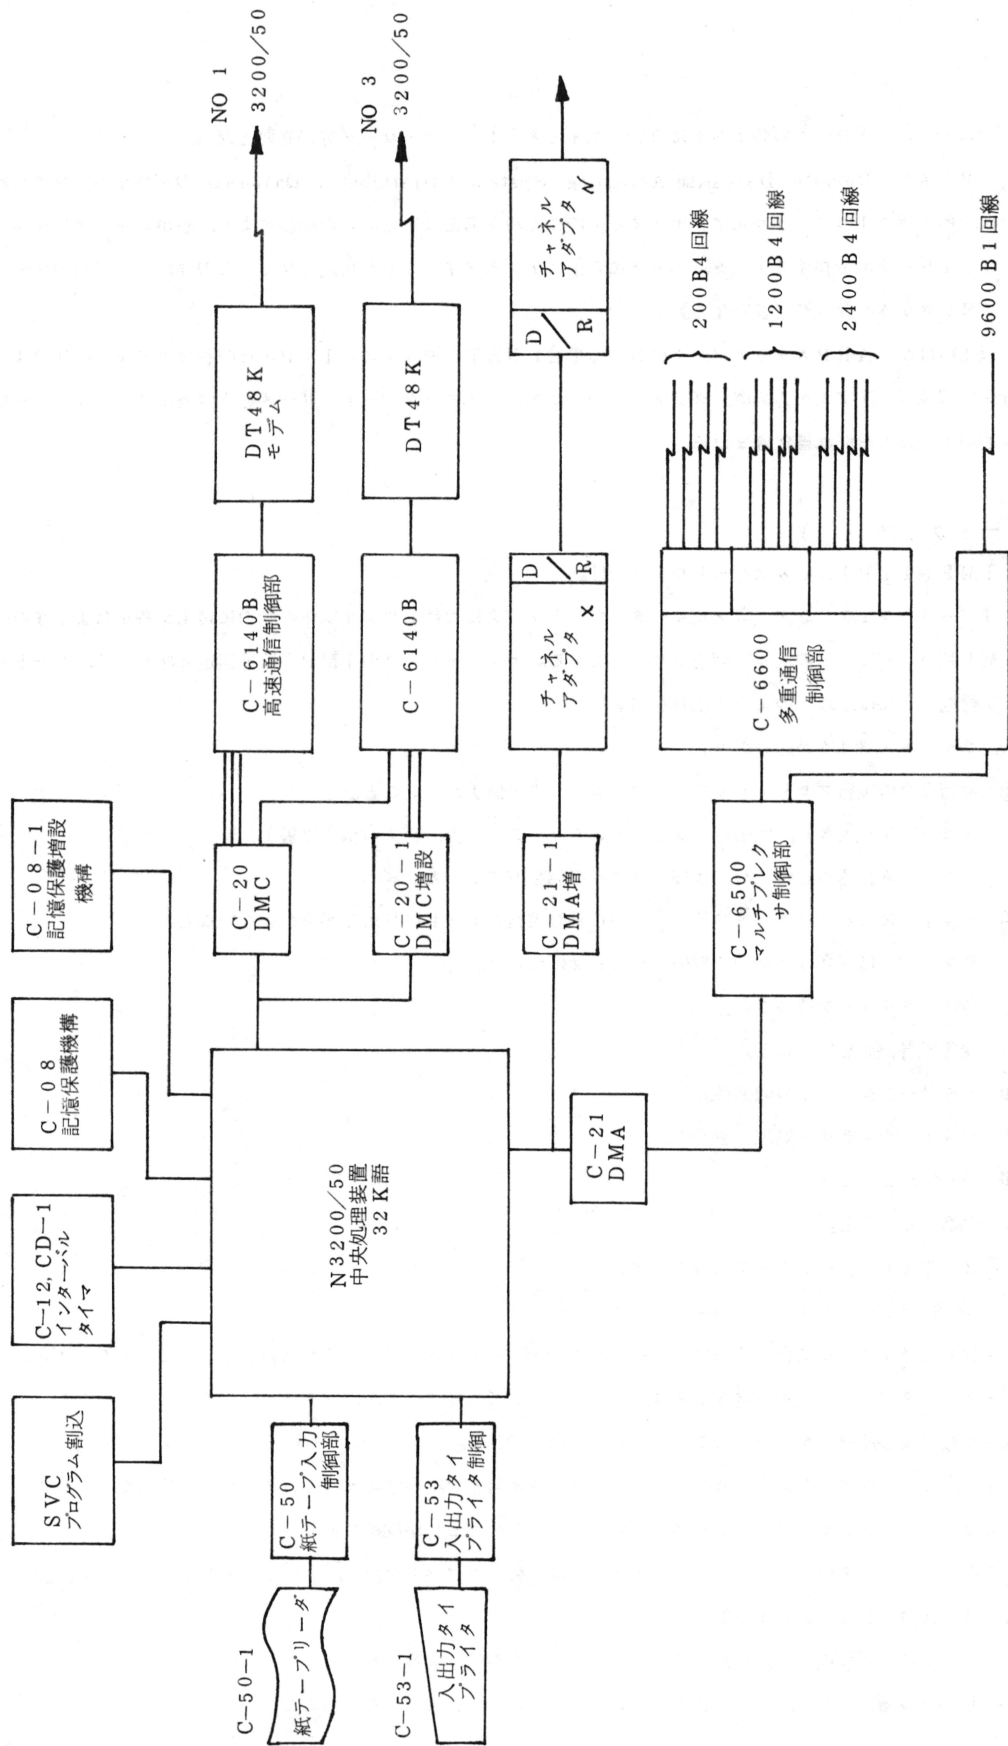 SVC
プログラム割込
C-12,CD-1
インターバル
タイマ
C-08
記憶保護機構
C-08-1
記憶保護増設
機構
C-50-1
紙テープリーダ
C-50
紙テープ入力
制御部
C-53-1
入出力タイ
プライタ
C-53
入出力タイ
プライタ制御
N3200/50
中央処理装置
32K語
C-20
DMC
C-20-1
DMC増設
C-21-1
DMA増
C-21
DMA
C-6140B
高速通信制御部
DT48K
モデム
NO 1
3200/50
C-6140B
DT48K
NO 3
3200/50
チャネル
アダプタ
X
D/R
D/R
チャネル
アダプタ
N
C-6500
マルチプレク
サ制御部
C-6600
多重通信
制御部
200B4回線
1200B4回線
2400B4回線
9600B1回線